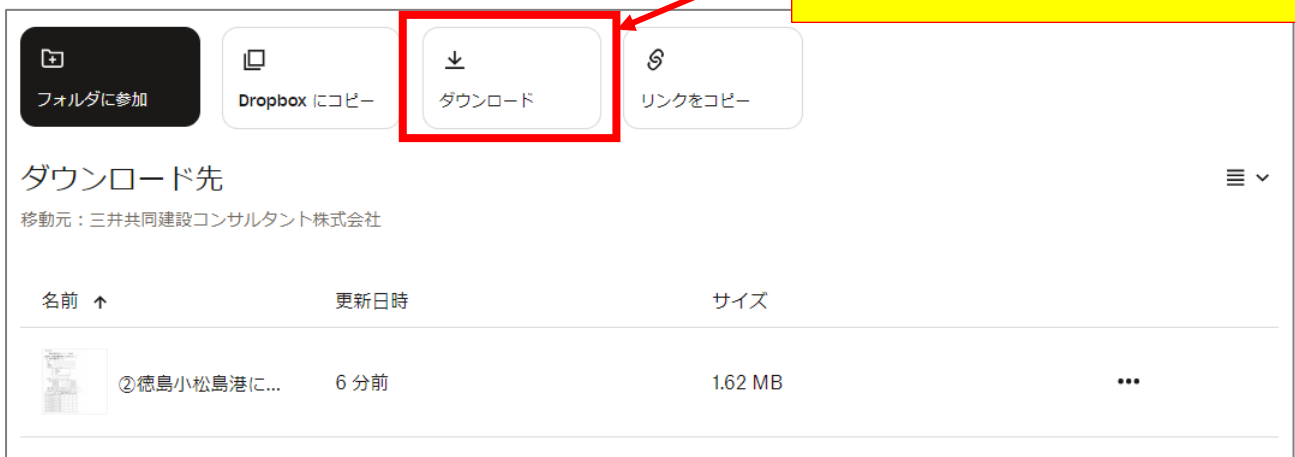 フォルダに参加
Dropbox にコピー
ダウンロード
リンクをコピー
ダウンロード先
移動元：三井共同建設コンサルタント株式会社
名前 ↑ 更新日時 サイズ
②徳島小松島港に... 6 分前 1.62 MB